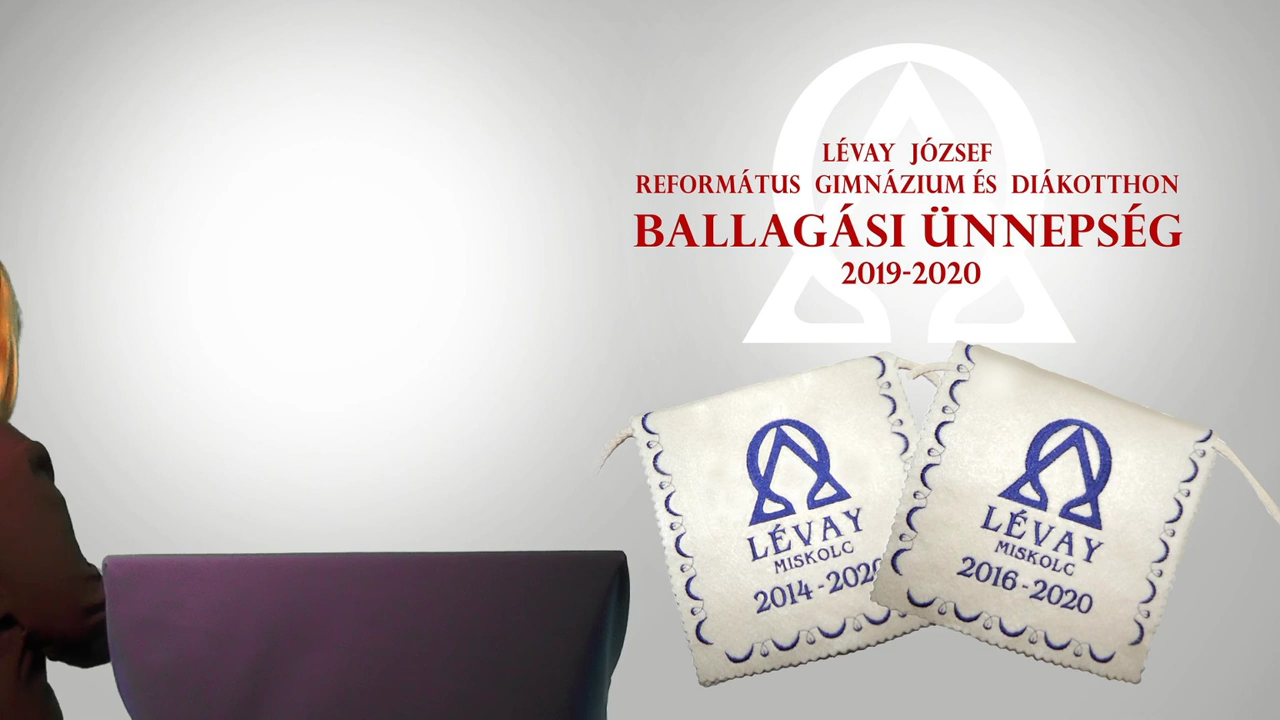 LÉVAY JÓZSEF
REFORMÁTUS GIMNÁZIUM ÉS DIÁKOTTHON
BALLAGÁSI ÜNNEPSÉG
2019-2020
LÉVAY
MISKOLC
2014-2020
LÉVAY
MISKOLC
2016-2020